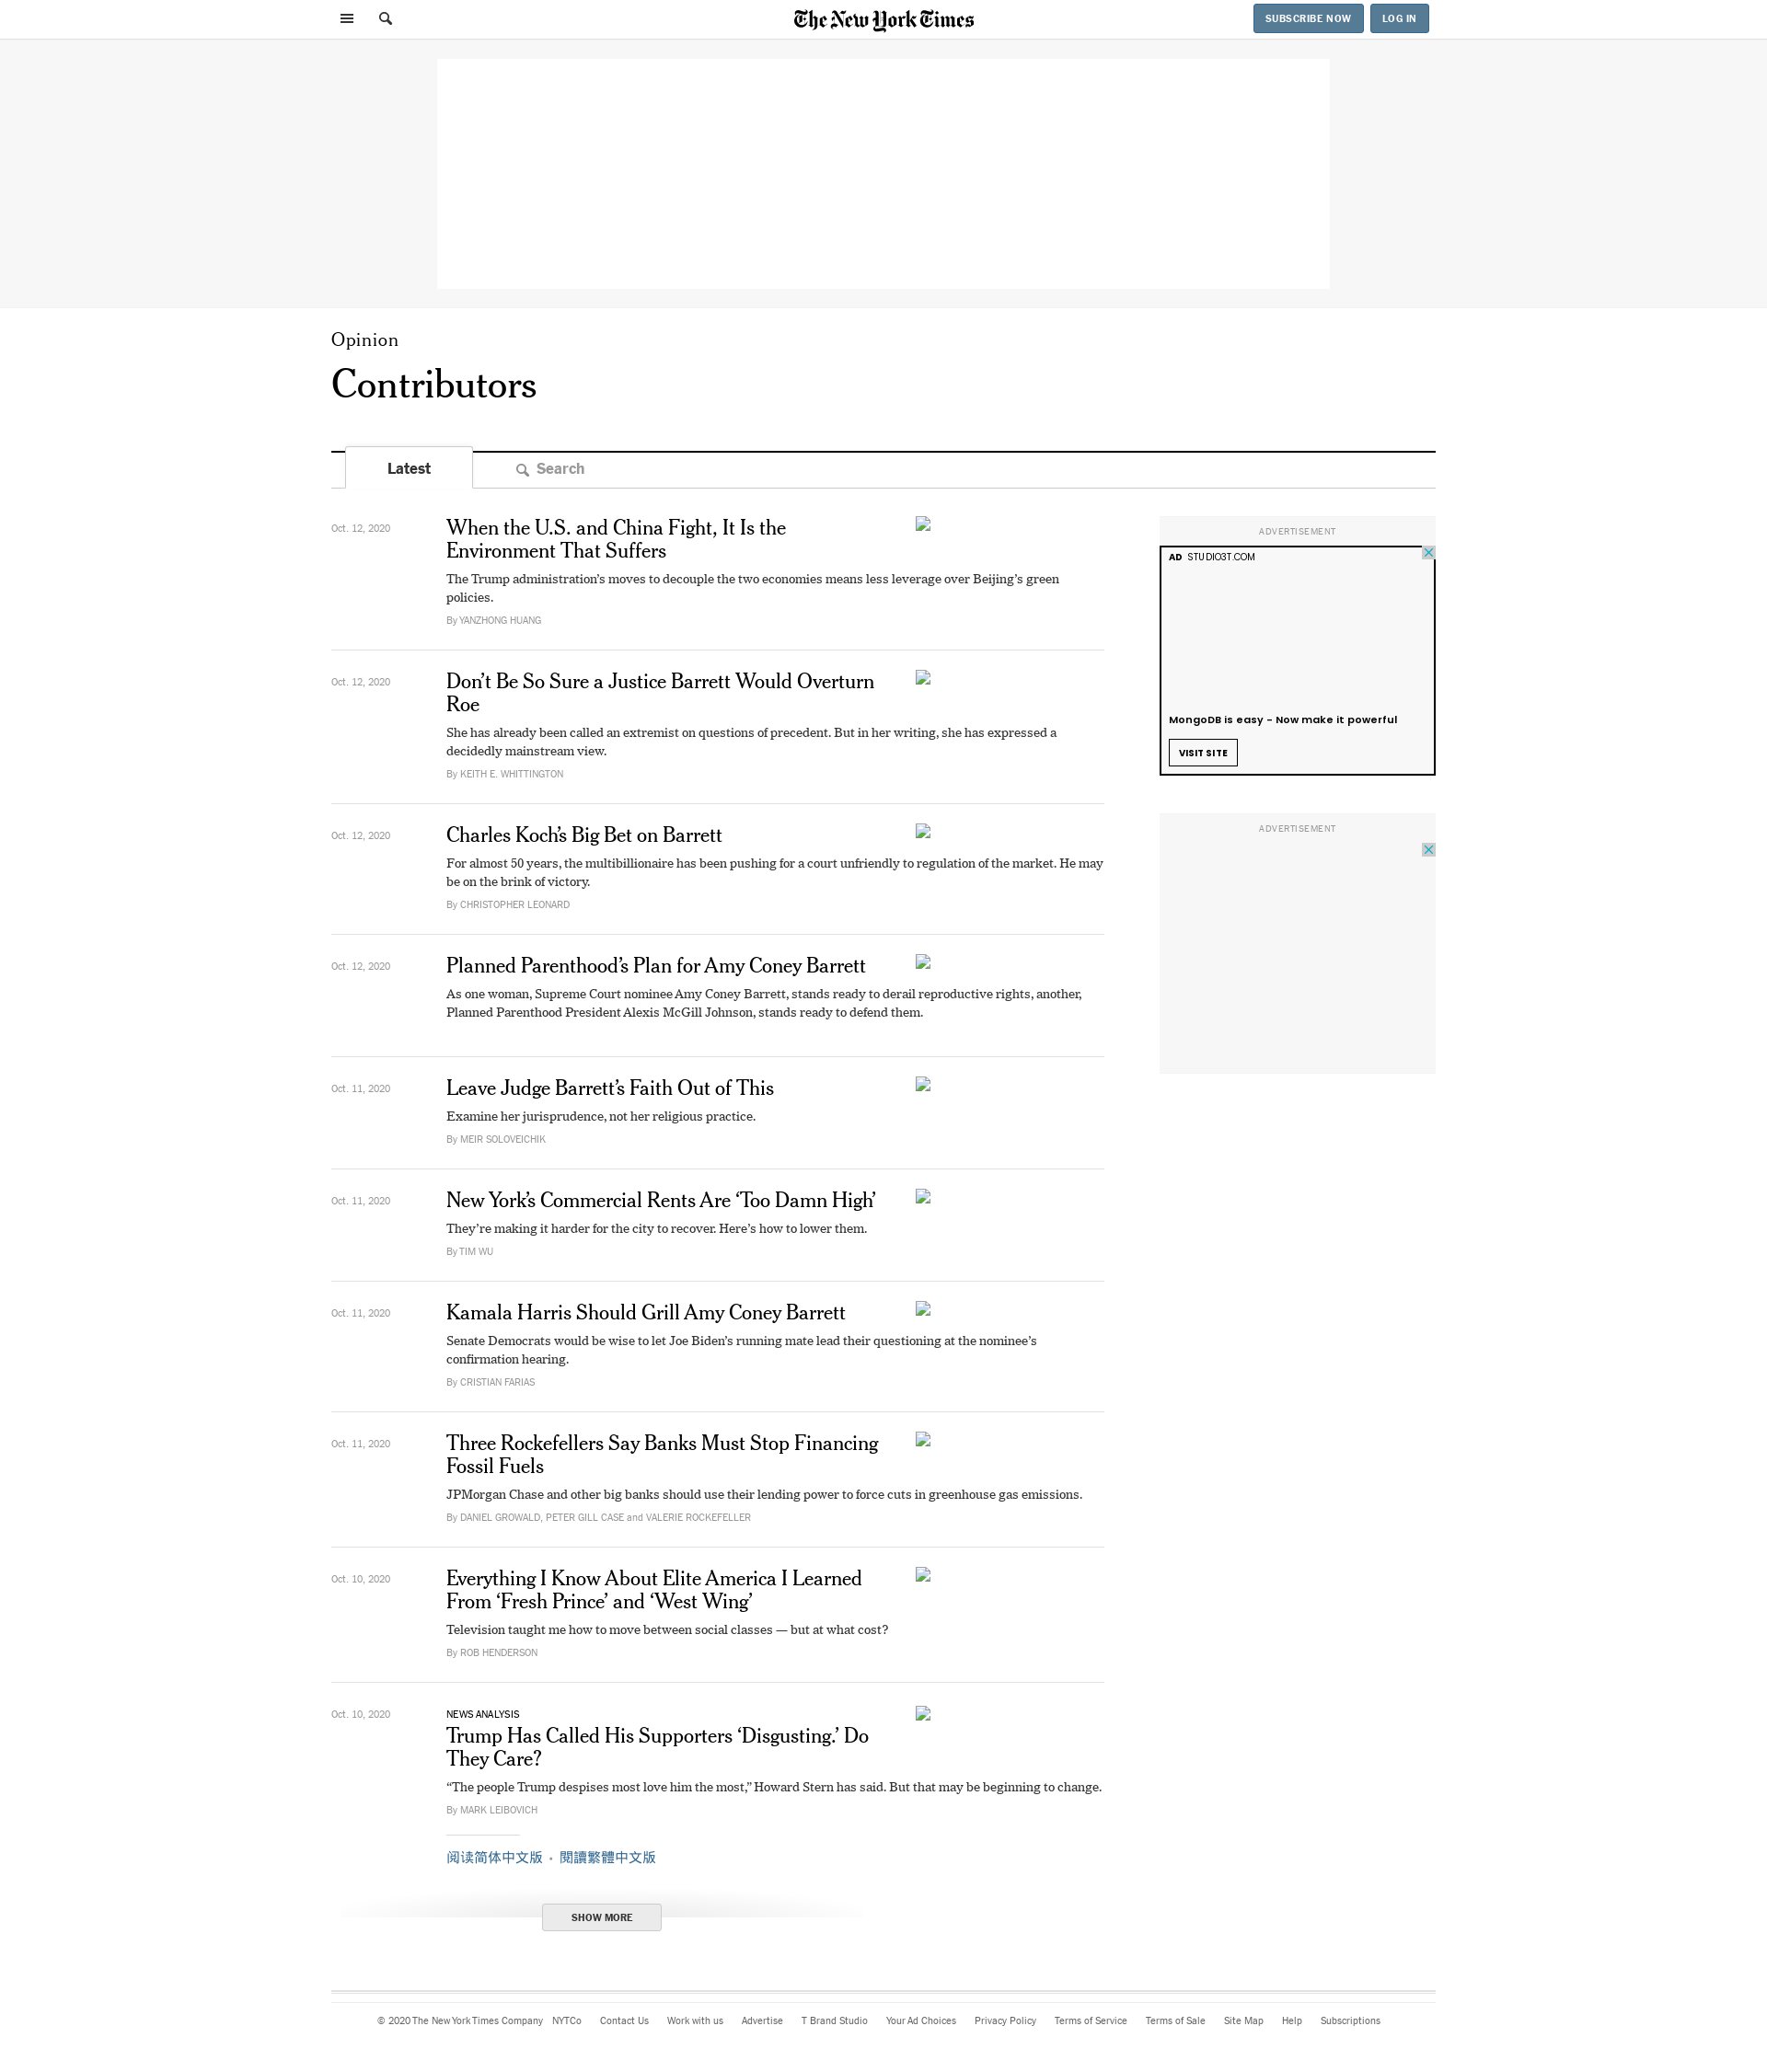 The New York Times
SUBSCRIBE NOW
LOG IN
Opinion
Contributors
Latest
Search
Oct. 12, 2020
When the U.S. and China Fight, It Is the
Environment That Suffers
The Trump administration’s moves to decouple the two economies means less leverage over Beijing’s green
policies.
By YANZHONG HUANG
Oct. 12, 2020
Don’t Be So Sure a Justice Barrett Would Overturn
Roe
She has already been called an extremist on questions of precedent. But in her writing, she has expressed a
decidedly mainstream view.
By KEITH E. WHITTINGTON
Oct. 12, 2020
Charles Koch’s Big Bet on Barrett
For almost 50 years, the multibillionaire has been pushing for a court unfriendly to regulation of the market. He may
be on the brink of victory.
By CHRISTOPHER LEONARD
Oct. 12, 2020
Planned Parenthood’s Plan for Amy Coney Barrett
As one woman, Supreme Court nominee Amy Coney Barrett, stands ready to derail reproductive rights, another,
Planned Parenthood President Alexis McGill Johnson, stands ready to defend them.
Oct. 11, 2020
Leave Judge Barrett’s Faith Out of This
Examine her jurisprudence, not her religious practice.
By MEIR SOLOVEICHIK
Oct. 11, 2020
New York’s Commercial Rents Are ‘Too Damn High’
They’re making it harder for the city to recover. Here’s how to lower them.
By TIM WU
Oct. 11, 2020
Kamala Harris Should Grill Amy Coney Barrett
Senate Democrats would be wise to let Joe Biden’s running mate lead their questioning at the nominee’s
confirmation hearing.
By CRISTIAN FARIAS
Oct. 11, 2020
Three Rockefellers Say Banks Must Stop Financing
Fossil Fuels
JPMorgan Chase and other big banks should use their lending power to force cuts in greenhouse gas emissions.
By DANIEL GROWALD, PETER GILL CASE and VALERIE ROCKEFELLER
Oct. 10, 2020
Everything I Know About Elite America I Learned
From ‘Fresh Prince’ and ‘West Wing’
Television taught me how to move between social classes — but at what cost?
By ROB HENDERSON
Oct. 10, 2020
NEWS ANALYSIS
Trump Has Called His Supporters ‘Disgusting.’ Do
They Care?
“The people Trump despises most love him the most,” Howard Stern has said. But that may be beginning to change.
By MARK LEIBOVICH
阅读简体中文版 • 閱讀繁體中文版
SHOW MORE
ADVERTISEMENT
AD STUDIO3T.COM
MongoDB is easy - Now make it powerful
VISIT SITE
ADVERTISEMENT
© 2020 The New York Times Company NYTCo Contact Us Work with us Advertise T Brand Studio Your Ad Choices Privacy Policy Terms of Service Terms of Sale Site Map Help Subscriptions